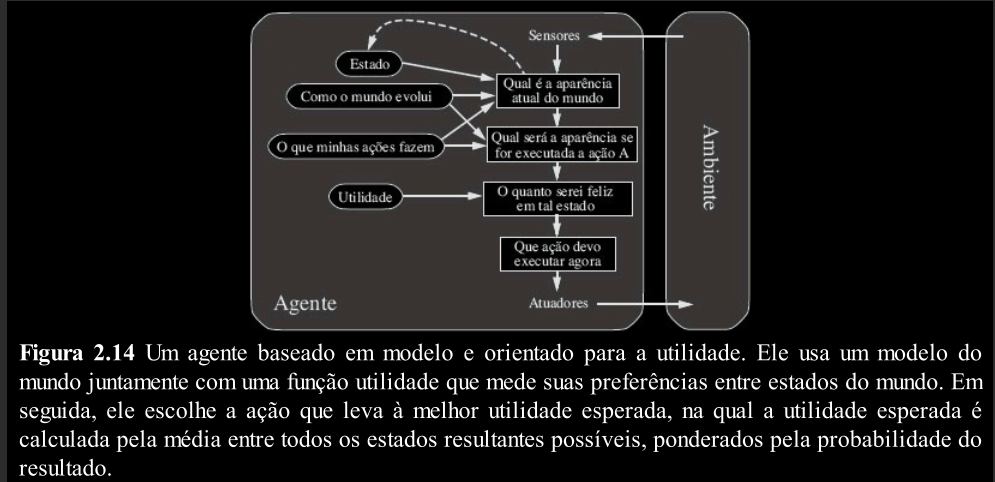 Sensores
Estado
Qual é a aparência
atual do mundo
Como o mundo evolui
Qual será a aparência se
for executada a ação A
O que minhas ações fazem
O quanto serei feliz
em tal estado
Utilidade
Que ação devo
executar agora
Agente
Atuadores
Ambiente
Figura 2.14 Um agente baseado em modelo e orientado para a utilidade. Ele usa um modelo do
mundo juntamente com uma função utilidade que mede suas preferências entre estados do mundo. Em
seguida, ele escolhe a ação que leva à melhor utilidade esperada, na qual a utilidade esperada é
calculada pela média entre todos os estados resultantes possíveis, ponderados pela probabilidade do
resultado.